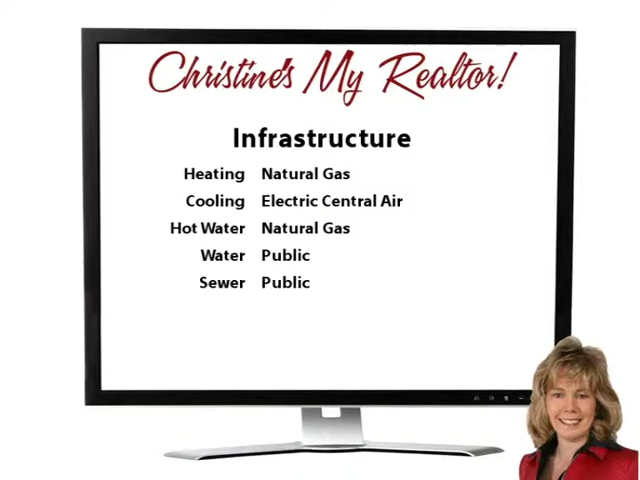 Christine's My Realtor!
Infrastructure
Heating Natural Gas
Cooling Electric Central Air
Hot Water Natural Gas
Water Public
Sewer Public